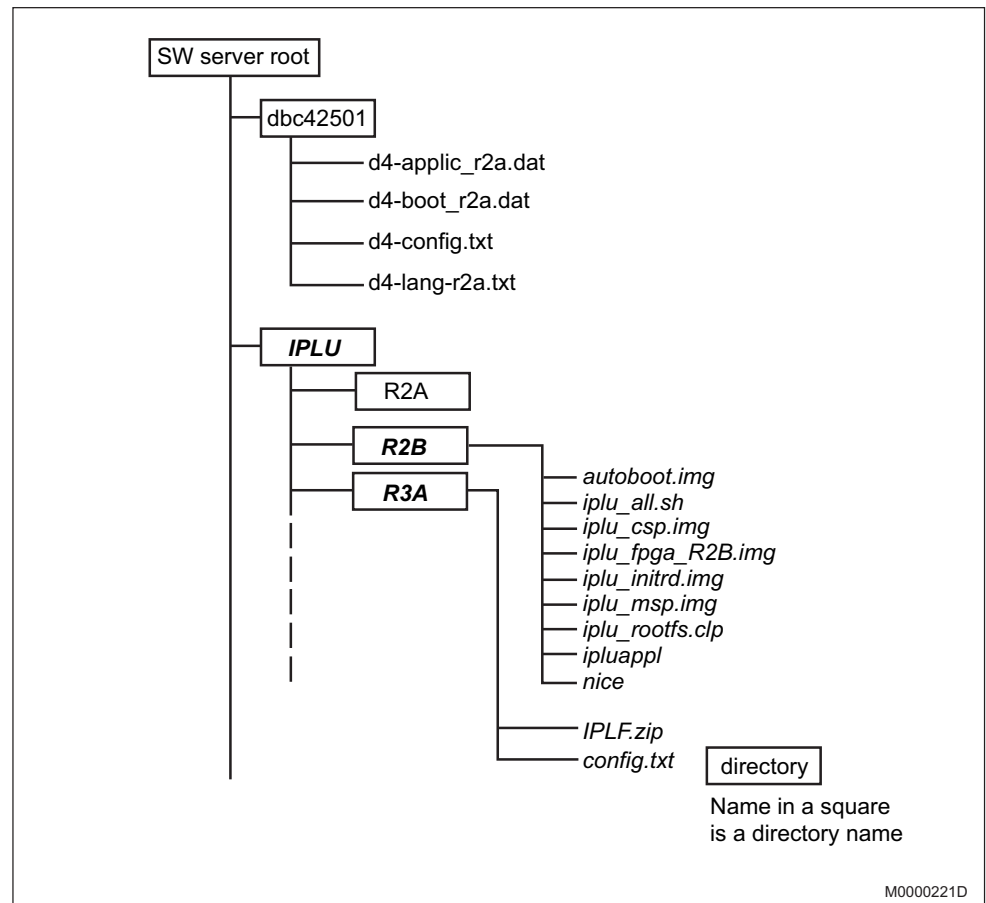 SW server root
dbc42501
d4-applic_r2a.dat
d4-boot_r2a.dat
d4-config.txt
d4-lang-r2a.txt
IPLU
R2A
R2B
R3A
autoboot.img
iplu_all.sh
iplu_csp.img
iplu_fpga_R2B.img
iplu_initrd.img
iplu_msp.img
iplu_rootfs.clp
ipluappl
nice
IPLF.zip
config.txt
directory
Name in a square
is a directory name
M0000221D